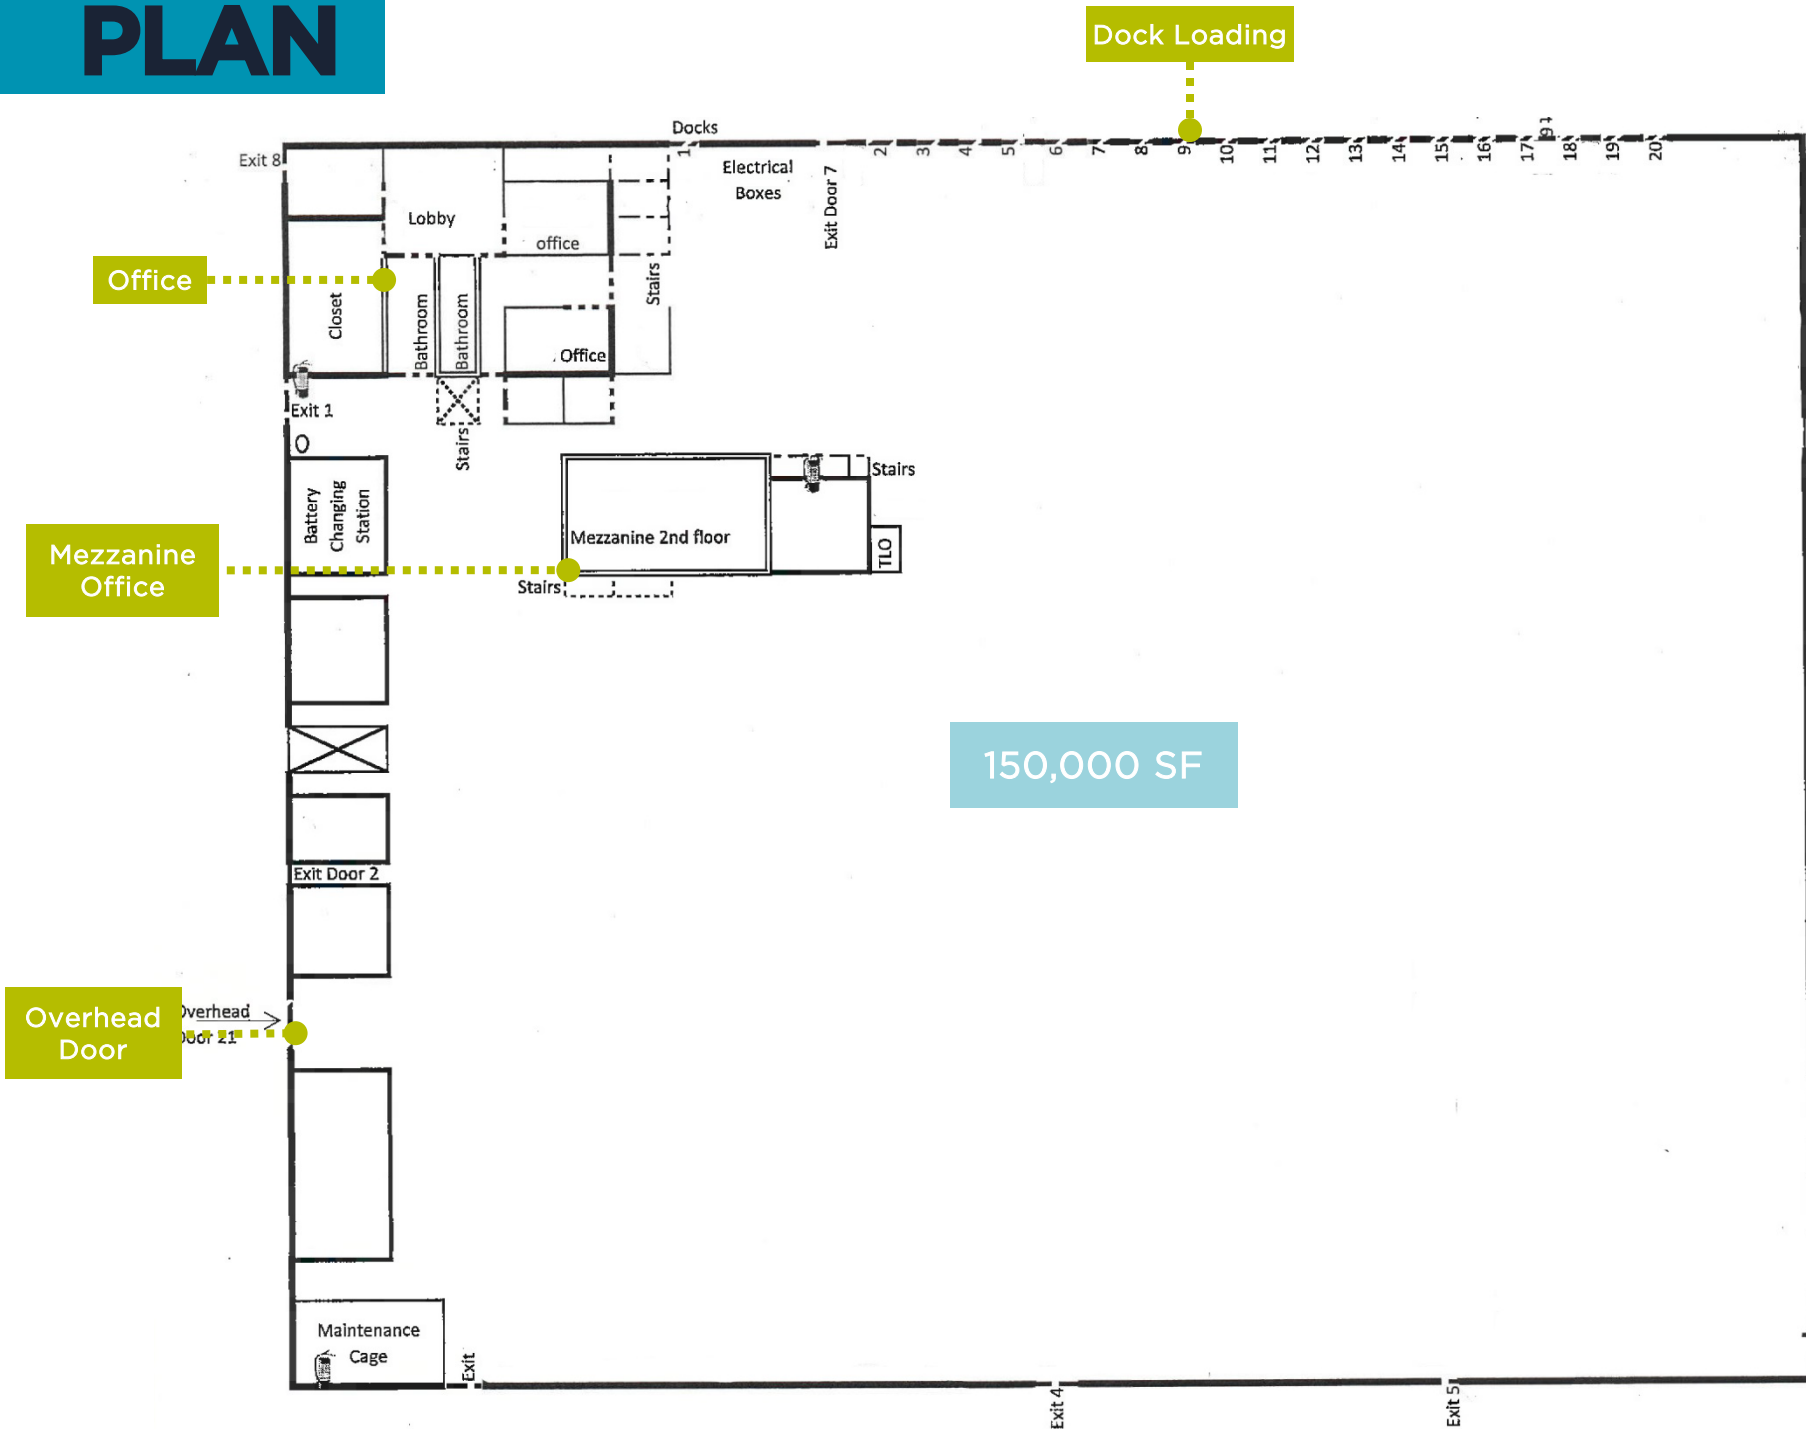 PLAN
Dock Loading
Docks
Exit 8
1
Electrical
Boxes
Exit Door 7
2
3
4
5
6
7
8
9
10
11
12
13
14
15
16
17
18
19
20
Lobby
office
Office
Closet
Bathroom
Bathroom
Stairs
Office
Exit 1
Stairs
Battery
Changing
Station
Stairs
Mezzanine 2nd floor
TLO
Mezzanine
Office
Stairs
150,000 SF
Exit Door 2
Overhead
Door
Overhead
Door 21
Maintenance
Cage
Exit
Exit 4
Exit 5